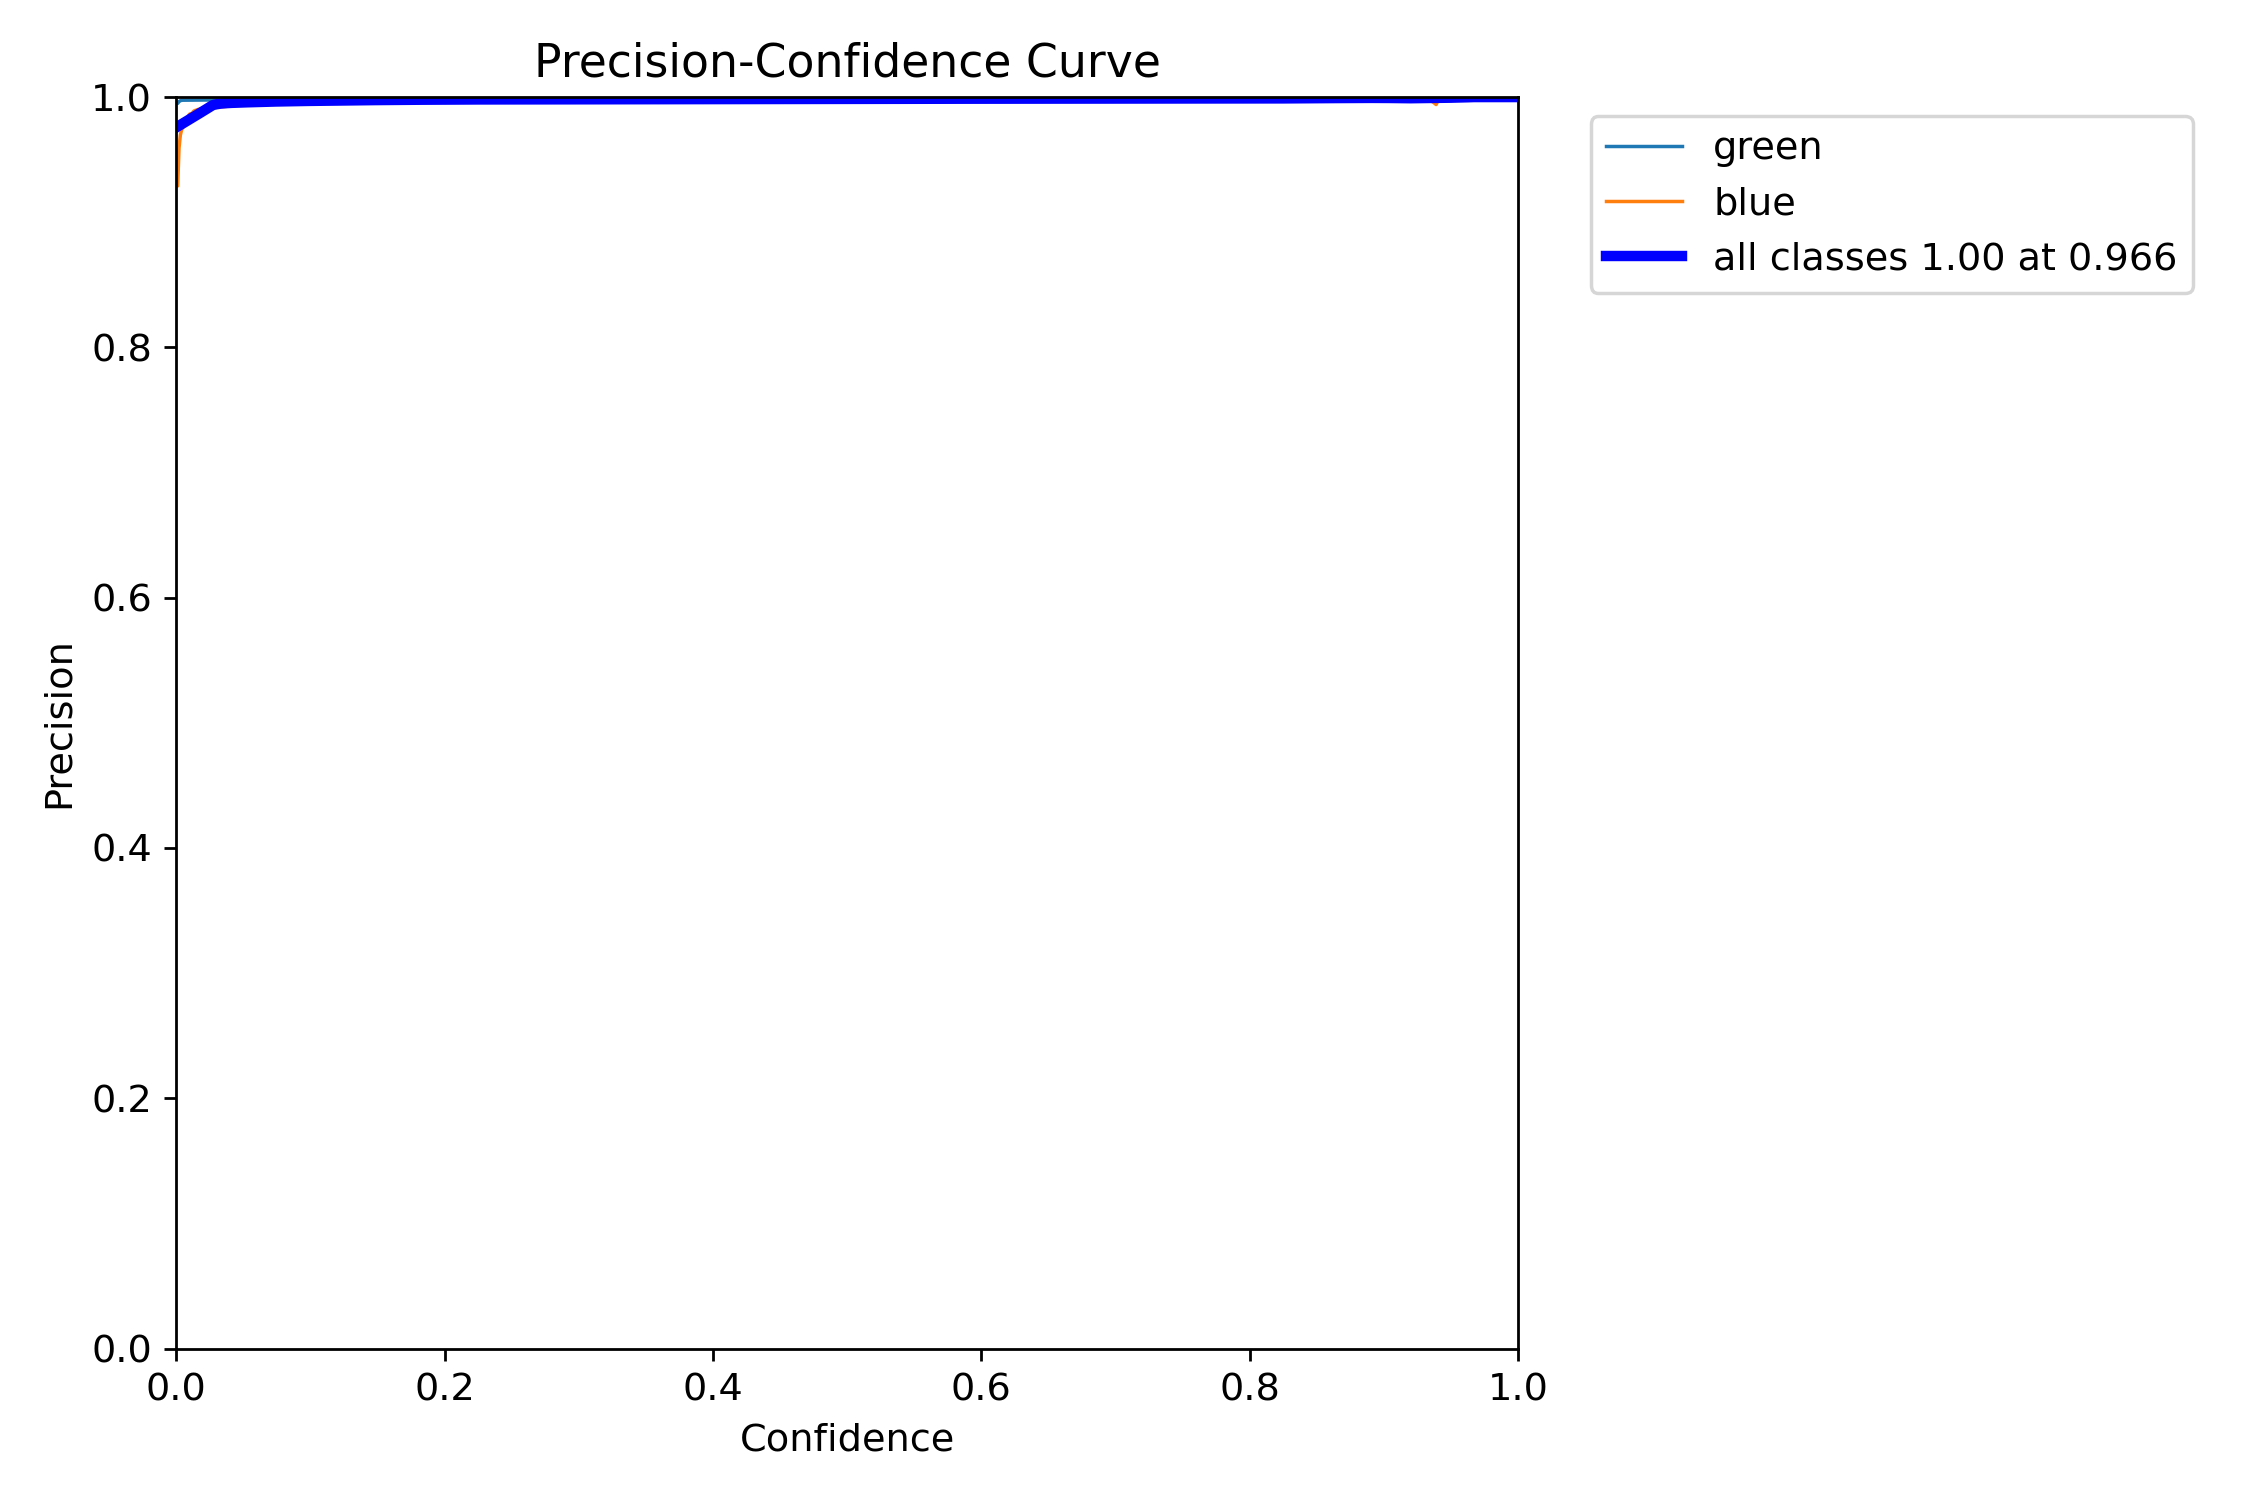 Precision-Confidence Curve
1.0
0.8
0.6
0.4
0.2
0.0
Precision
0.0 0.2 0.4 0.6 0.8 1.0
Confidence
green
blue
all classes 1.00 at 0.966